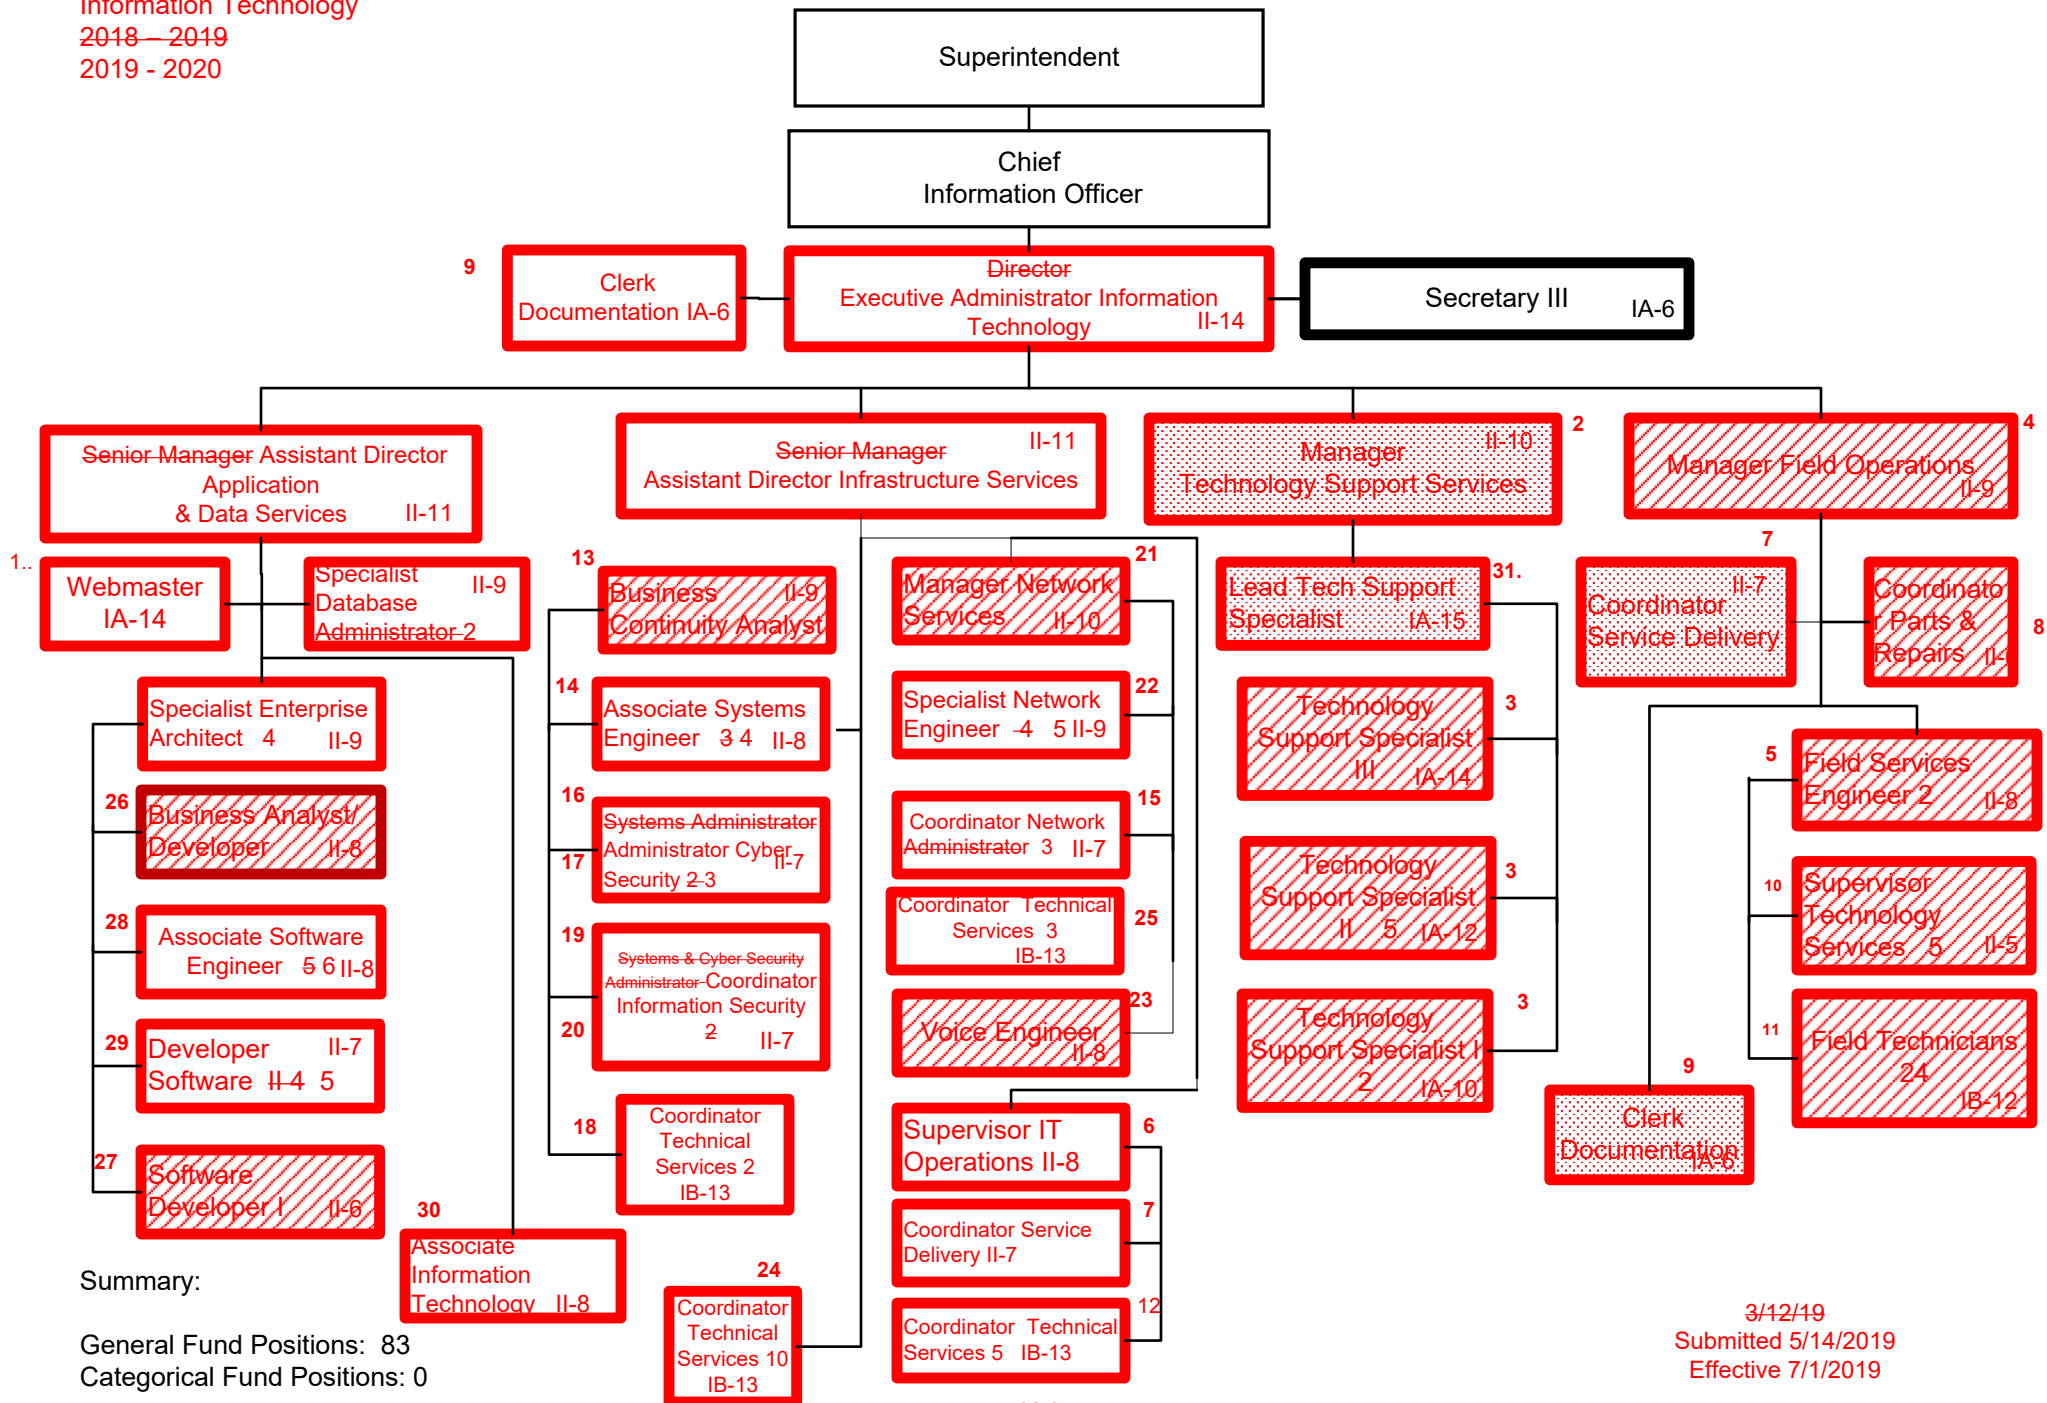 Information Technology
2018 – 2019
2019 - 2020
Superintendent
Chief
Information Officer
9
Clerk
Documentation IA-6
Director
Executive Administrator Information
Technology
II-14
Secretary III
IA-6
Senior Manager Assistant Director
Application
& Data Services
II-11
Senior Manager
II-11
Assistant Director Infrastructure Services
II-10
Manager
Technology Support Services
2
Manager Field Operations
II-9
4
1..
Webmaster
IA-14
Specialist
II-9
Database
Administrator 2
Specialist Enterprise
Architect 4
II-9
26
Business Analyst/
Developer
II-8
28
Associate Software
Engineer 5 6 II-8
29
Developer
II-7
Software II 4 5
27
Software
Developer I
II-6
30
Associate
Information
Technology II-8
13
Business
II-9
Continuity Analyst
14
Associate Systems
Engineer 3 4 II-8
16
Systems Administrator
Administrator Cyber
II-7
17
Security 2 3
19
Systems & Cyber Security
Administrator Coordinator
Information Security
2
II-7
20
18
Coordinator
Technical
Services 2
IB-13
24
Coordinator
Technical
Services 10
IB-13
21
Manager Network
Services
II-10
22
Specialist Network
Engineer 4 5 II-9
15
Coordinator Network
Administrator 3 II-7
25
Coordinator Technical
Services 3
IB-13
23
Voice Engineer
II-8
6
Supervisor IT
Operations II-8
7
Coordinator Service
Delivery II-7
12
Coordinator Technical
Services 5 IB-13
31.
Lead Tech Support
Specialist
IA-15
3
Technology
Support Specialist
III
IA-14
3
Technology
Support Specialist
II 5
IA-12
3
Technology
Support Specialist I
2
IA-10
7
II-7
Coordinator
Service Delivery
8
Coordinato
r Parts &
Repairs
II-
5
Field Services
Engineer 2
II-8
10
Supervisor
Technology
Services 5
II-5
11
Field Technicians
24
IB-12
9
Clerk
Documentation
IA-6
Summary:
General Fund Positions: 83
Categorical Fund Positions: 0
3/12/19
Submitted 5/14/2019
Effective 7/1/2019